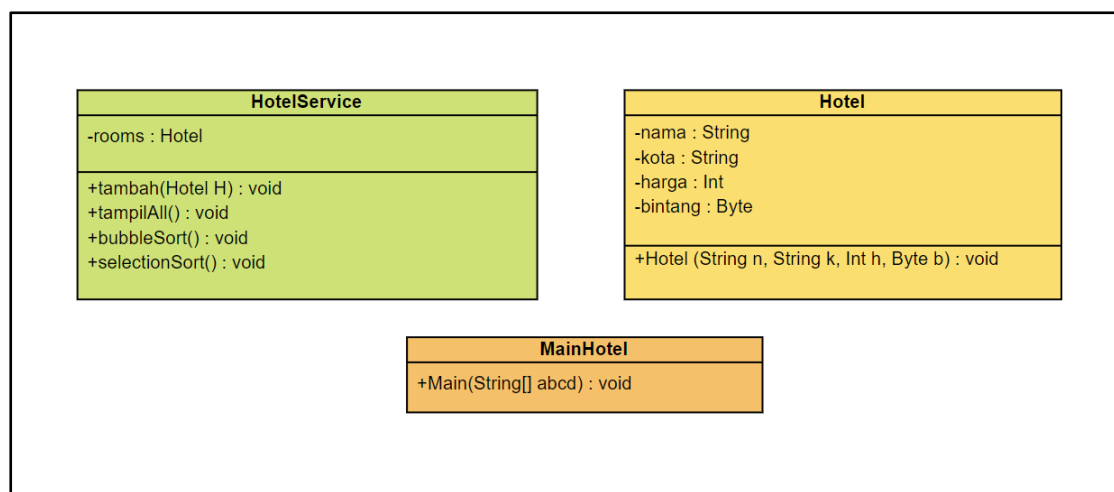 HotelService
-rooms : Hotel
+tambah(Hotel H) : void
+tampilAll() : void
+bubbleSort() : void
+selectionSort() : void
Hotel
-nama : String
-kota : String
-harga : Int
-bintang : Byte
+Hotel (String n, String k, Int h, Byte b) : void
MainHotel
+Main(String[] abcd) : void